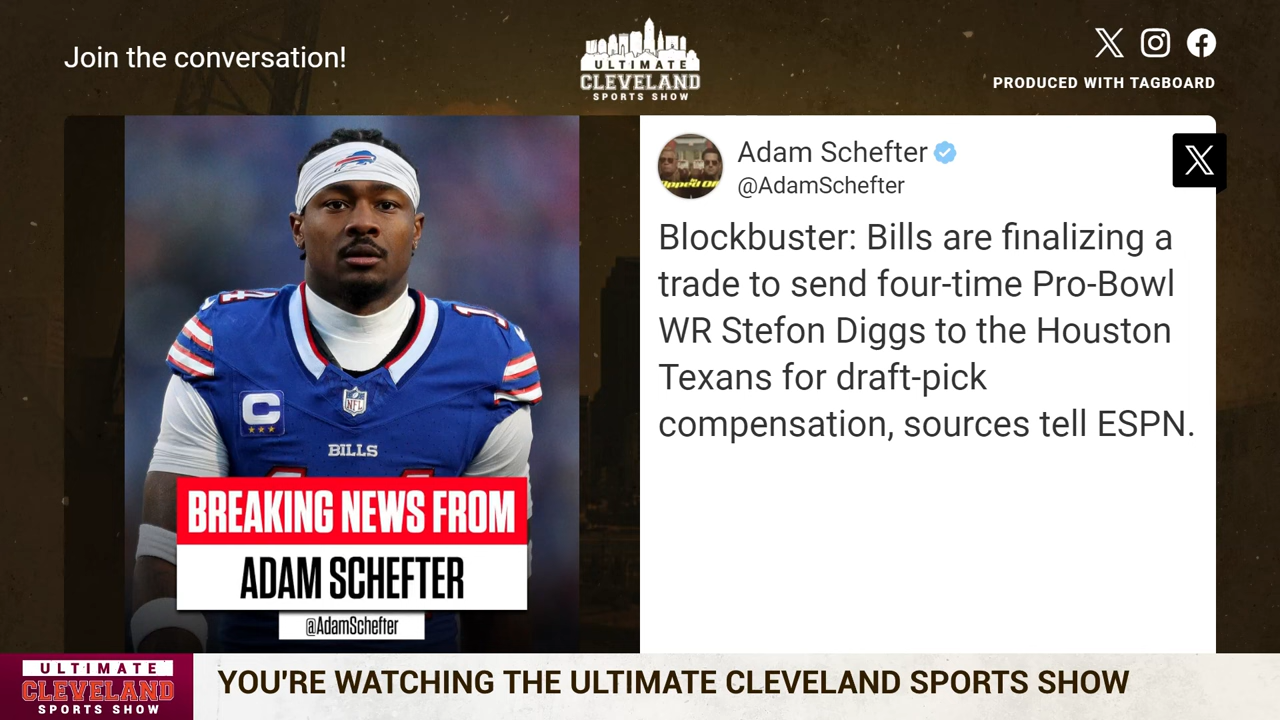 Join the conversation!
ULTIMATE
CLEVELAND
SPORTS SHOW
PRODUCED WITH TAGBOARD
Adam Schefter
@AdamSchefter
Blockbuster: Bills are finalizing a
trade to send four-time Pro-Bowl
WR Stefon Diggs to the Houston
Texans for draft-pick
compensation, sources tell ESPN.
C
NFL
BILLS
BREAKING NEWS FROM
ADAM SCHEFTER
@AdamSchefter
ULTIMATE
CLEVELAND
SPORTS SHOW
YOU'RE WATCHING THE ULTIMATE CLEVELAND SPORTS SHOW